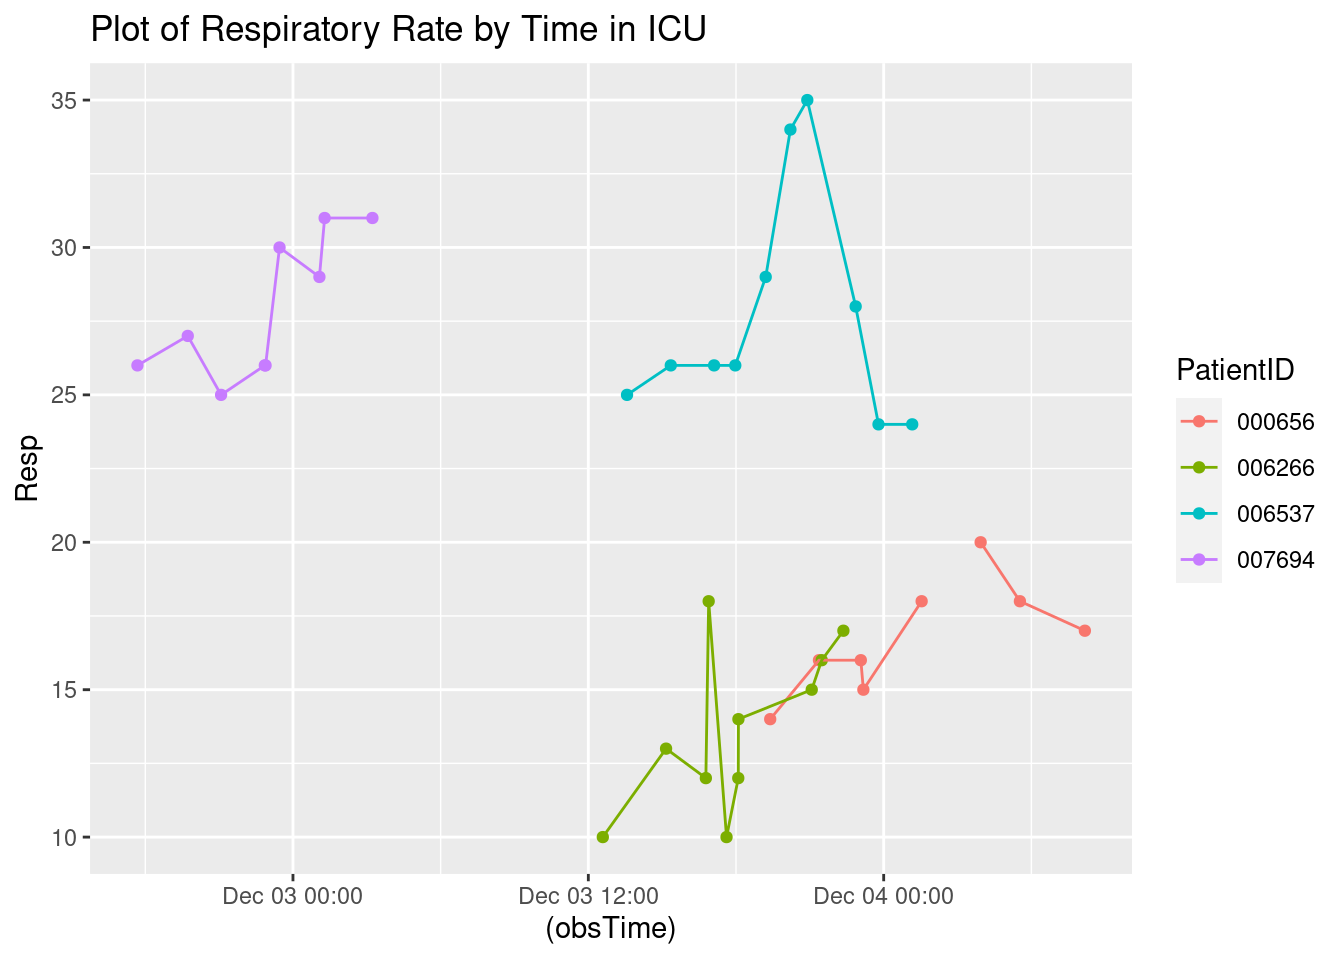 Plot of Respiratory Rate by Time in ICU
35
30
25
20
15
10
Resp
Dec 03 00:00
Dec 03 12:00
Dec 04 00:00
(obsTime)
PatientID
000656
006266
006537
007694